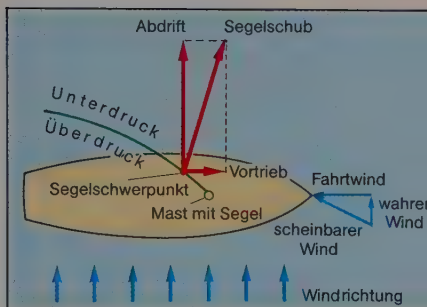 Abdrift Segelschub
Unterdruck
Überdruck
Vortrieb
Segelschwerpunkt
Mast mit Segel
Fahrtwind
wahrer
Wind
scheinbarer
Wind
Windrichtung